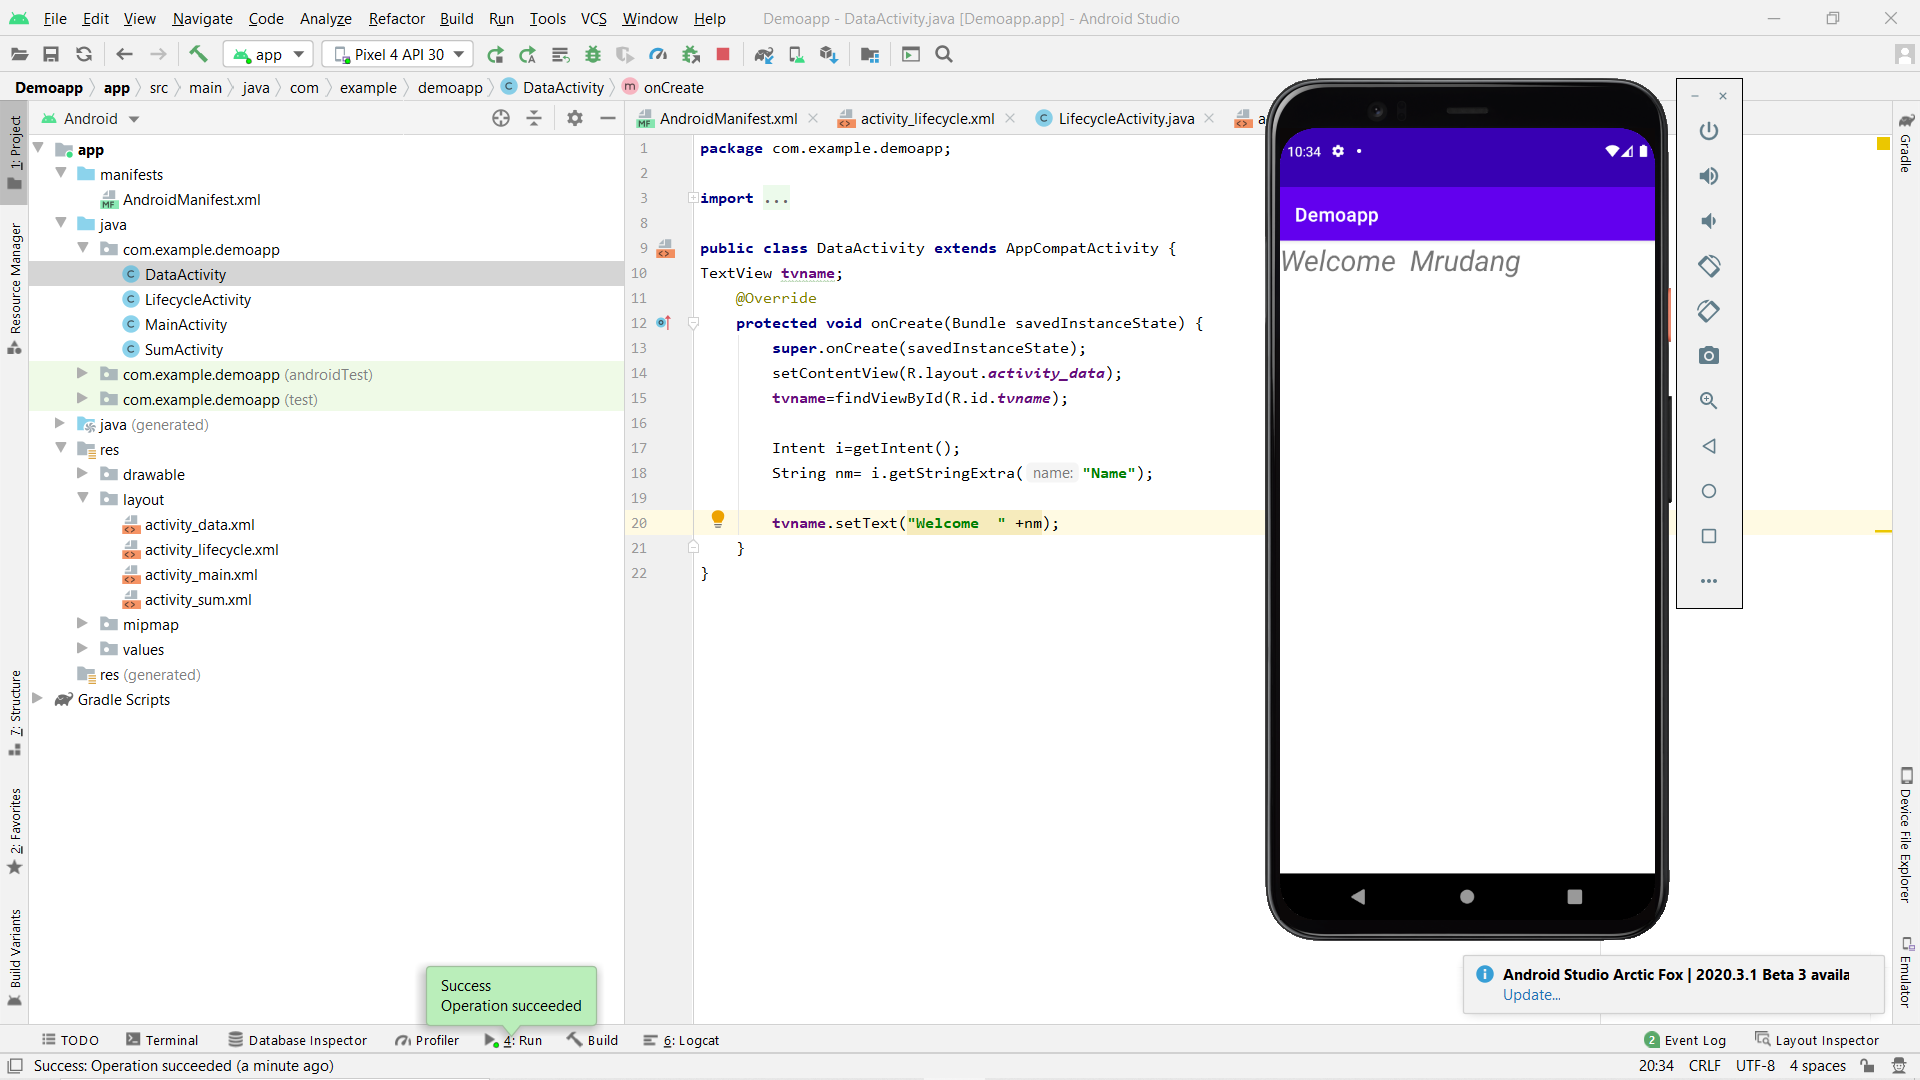 File Edit View Navigate Code Analyze Refactor Build Run Tools VCS Window Help Demoapp - DataActivity.java [Demoapp.app] - Android Studio
app Pixel 4 API 30
Demoapp app src main java com example demoapp DataActivity onCreate
Android
AndroidManifest.xml activity_lifecycle.xml LifecycleActivity.java a
1: Project
Resource Manager
7: Structure
2: Favorites
Build Variants
app
manifests
AndroidManifest.xml
java
com.example.demoapp
DataActivity
LifecycleActivity
MainActivity
SumActivity
com.example.demoapp (androidTest)
com.example.demoapp (test)
java (generated)
res
drawable
layout
activity_data.xml
activity_lifecycle.xml
activity_main.xml
activity_sum.xml
mipmap
values
res (generated)
Gradle Scripts
1 package com.example.demoapp;
2
3 import ...
8
9 public class DataActivity extends AppCompatActivity {
10 TextView tvname;
11 @Override
12 protected void onCreate(Bundle savedInstanceState) {
13 super.onCreate(savedInstanceState);
14 setContentView(R.layout.activity_data);
15 tvname=findViewById(R.id.tvname);
16
17 Intent i=getIntent();
18 String nm= i.getStringExtra( name: "Name");
19
20 tvname.setText("Welcome  " +nm);
21 }
22 }
10:34
Demoapp
Welcome  Mrudang
Gradle
Device File Explorer
Emulator
Success
Operation succeeded
Android Studio Arctic Fox | 2020.3.1 Beta 3 availa
Update...
TODO Terminal Database Inspector Profiler 4: Run Build 6: Logcat 2 Event Log Layout Inspector
Success: Operation succeeded (a minute ago) 20:34 CRLF UTF-8 4 spaces